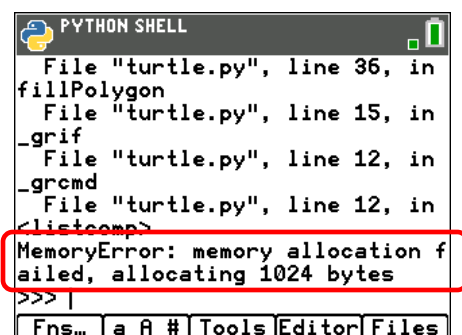 PYTHON SHELL
File "turtle.py", line 36, in
fillPolygon
File "turtle.py", line 15, in
_grif
File "turtle.py", line 12, in
_grcmd
File "turtle.py", line 12, in
<listcomp>
MemoryError: memory allocation f
ailed, allocating 1024 bytes
>>> |
Fns… a A # Tools Editor Files